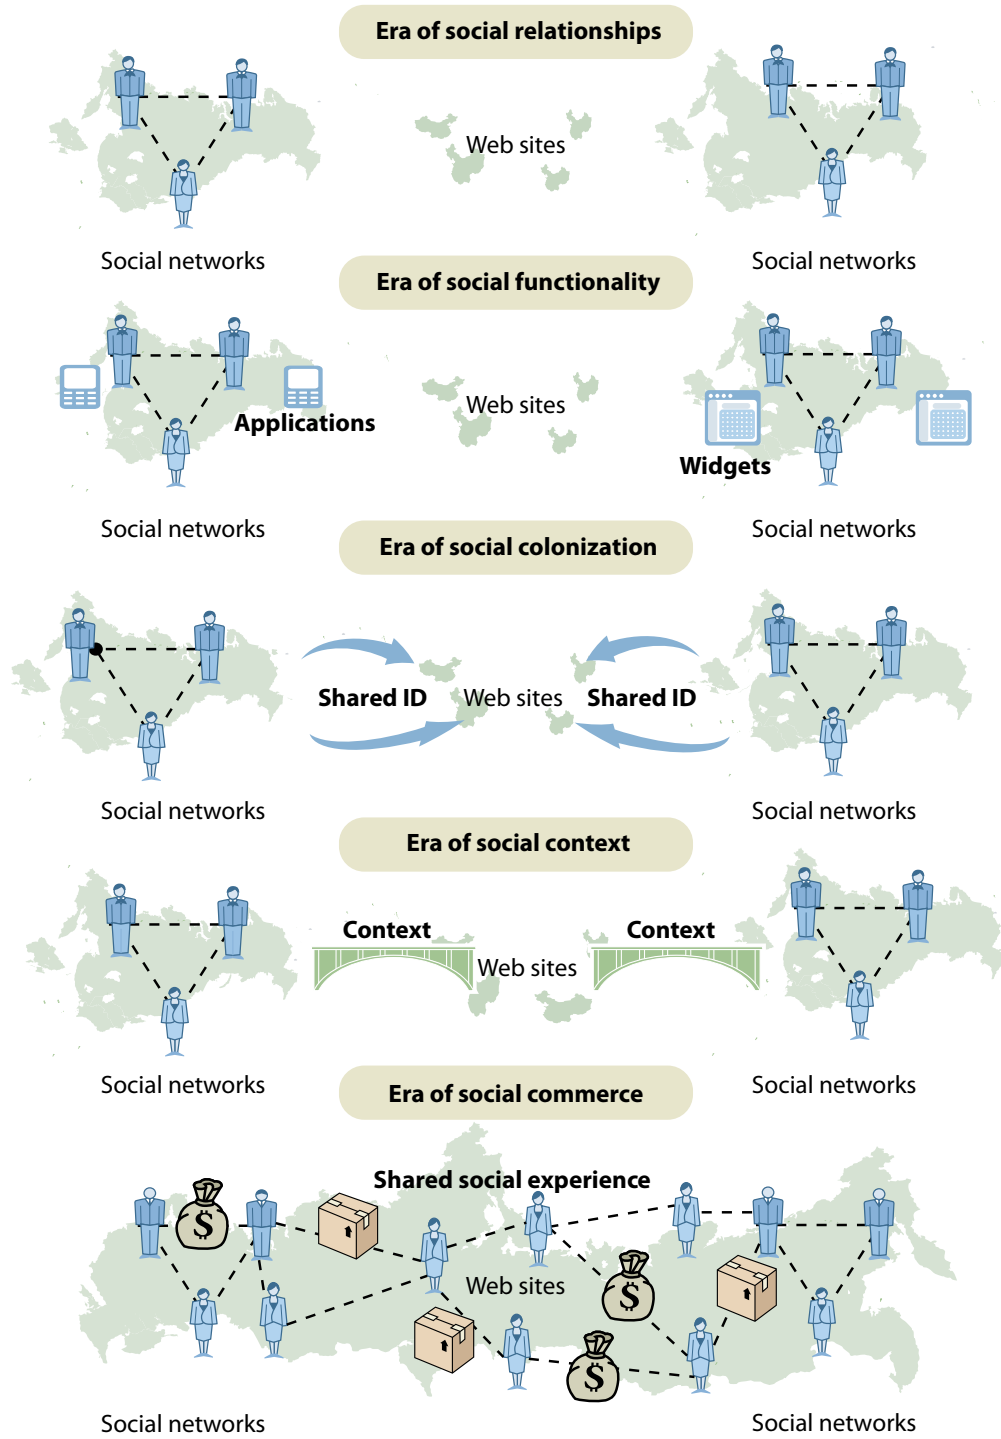 Era of social relationships
Web sites
Social networks
Social networks
Era of social functionality
Web sites
Applications
Widgets
Social networks
Social networks
Era of social colonization
Shared ID
Web sites
Shared ID
Social networks
Social networks
Era of social context
Context
Context
Web sites
Social networks
Social networks
Era of social commerce
Shared social experience
$
Web sites
$
$
Social networks
Social networks